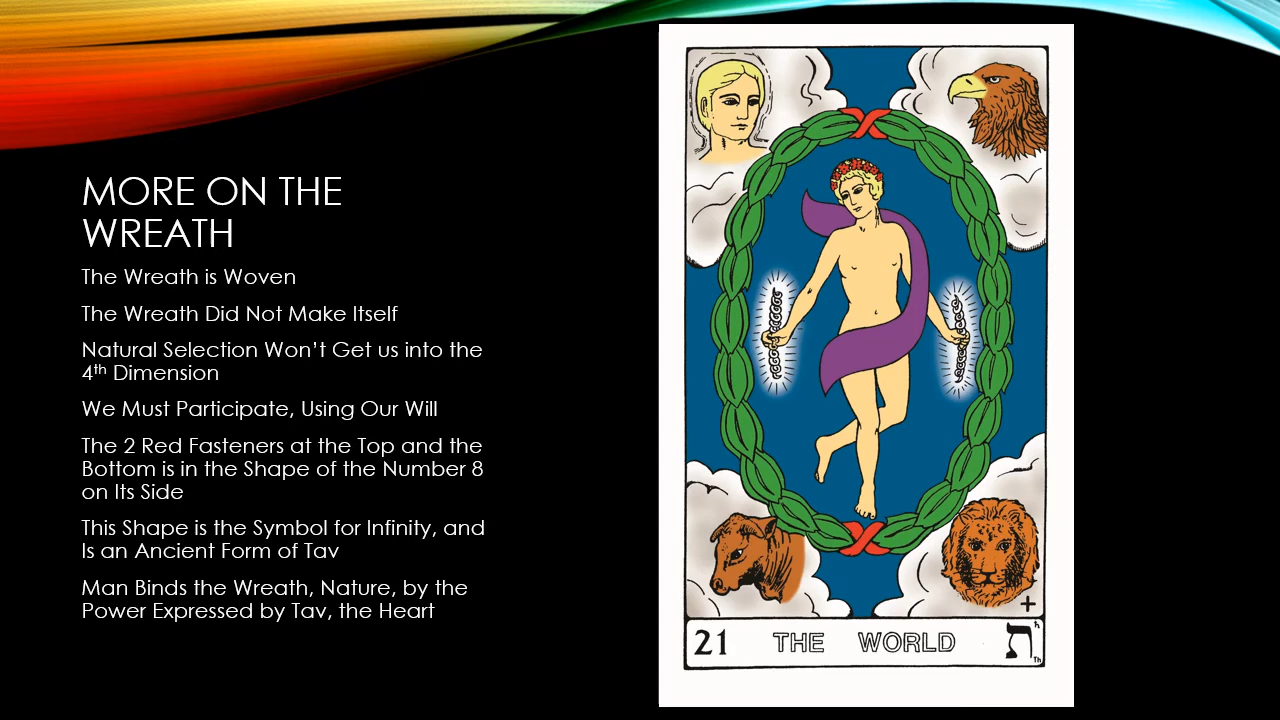 MORE ON THE
WREATH
The Wreath is Woven
The Wreath Did Not Make Itself
Natural Selection Won’t Get us into the
4th Dimension
We Must Participate, Using Our Will
The 2 Red Fasteners at the Top and the
Bottom is in the Shape of the Number 8
on Its Side
This Shape is the Symbol for Infinity, and
Is an Ancient Form of Tav
Man Binds the Wreath, Nature, by the
Power Expressed by Tav, the Heart
21 THE WORLD ת ♄ Th